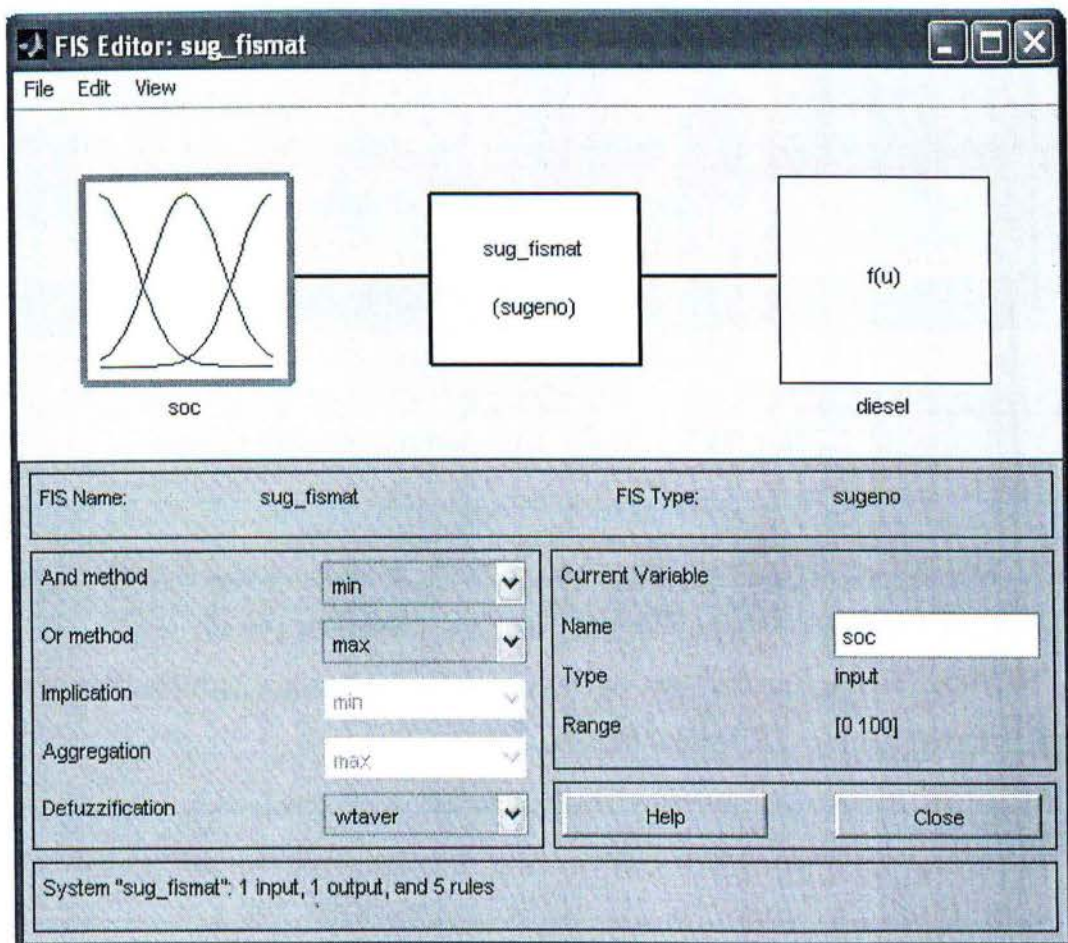 FIS Editor: sug_fismat
File Edit View
sug_fismat
(sugeno)
f(u)
soc
diesel
FIS Name: sug_fismat FIS Type: sugeno
And method min
Or method max
Implication min
Aggregation max
Defuzzification wtaver
Current Variable
Name soc
Type input
Range [0 100]
Help Close
System "sug_fismat": 1 input, 1 output, and 5 rules